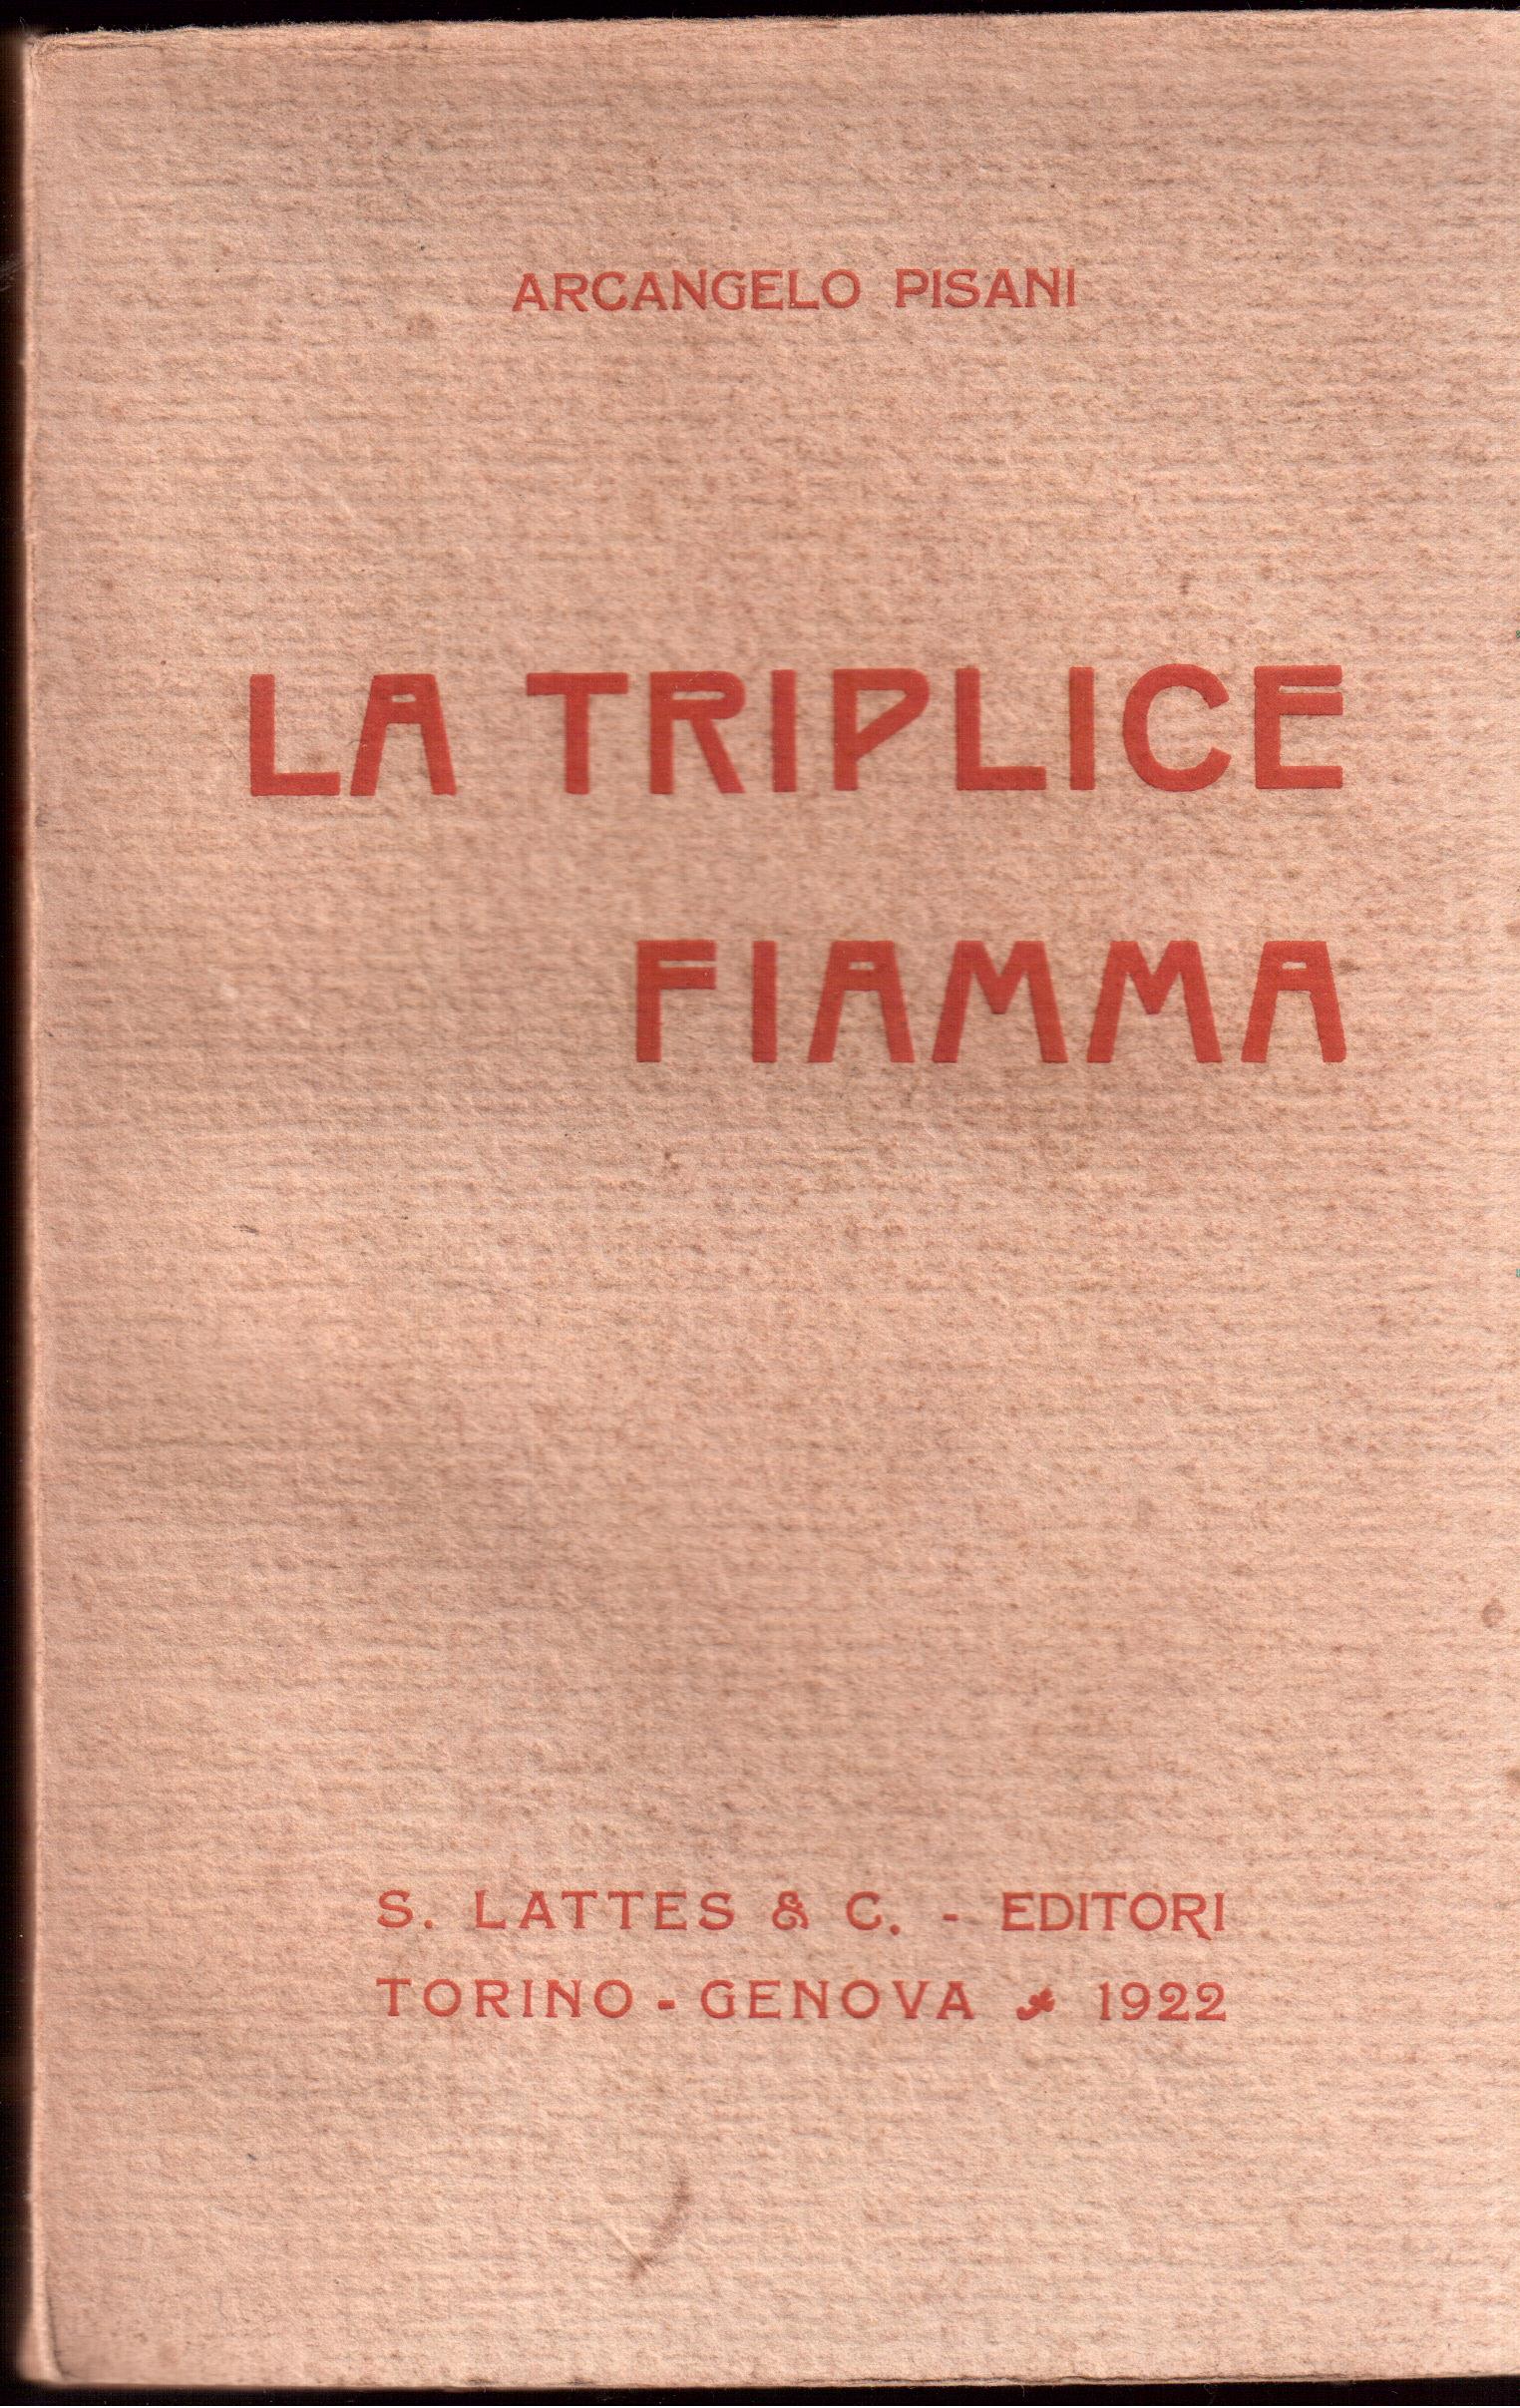 ARCANGELO PISANI
LA TRIPLICE
FIAMMA
S. LATTES & C. - EDITORI
TORINO - GENOVA 1922